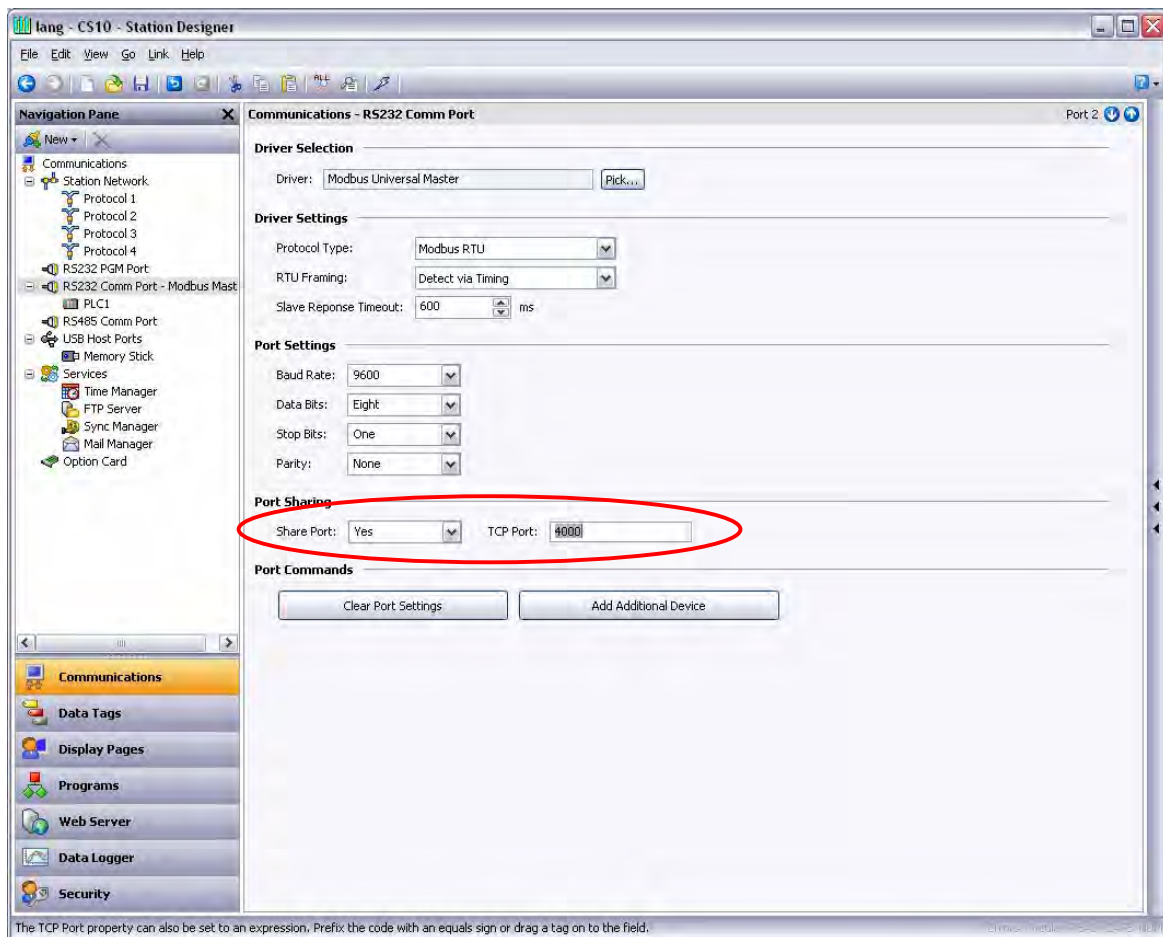 lang - CS10 - Station Designer
File Edit View Go Link Help
Navigation Pane
New
Communications
Station Network
Protocol 1
Protocol 2
Protocol 3
Protocol 4
RS232 PGM Port
RS232 Comm Port - Modbus Mast
PLC1
RS485 Comm Port
USB Host Ports
Memory Stick
Services
Time Manager
FTP Server
Sync Manager
Mail Manager
Option Card
Communications
Data Tags
Display Pages
Programs
Web Server
Data Logger
Security
Communications - RS232 Comm Port Port 2
Driver Selection
Driver: Modbus Universal Master Pick...
Driver Settings
Protocol Type: Modbus RTU
RTU Framing: Detect via Timing
Slave Reponse Timeout: 600 ms
Port Settings
Baud Rate: 9600
Data Bits: Eight
Stop Bits: One
Parity: None
Port Sharing
Share Port: Yes TCP Port: 4000
Port Commands
Clear Port Settings Add Additional Device
The TCP Port property can also be set to an expression. Prefix the code with an equals sign or drag a tag on to the field.